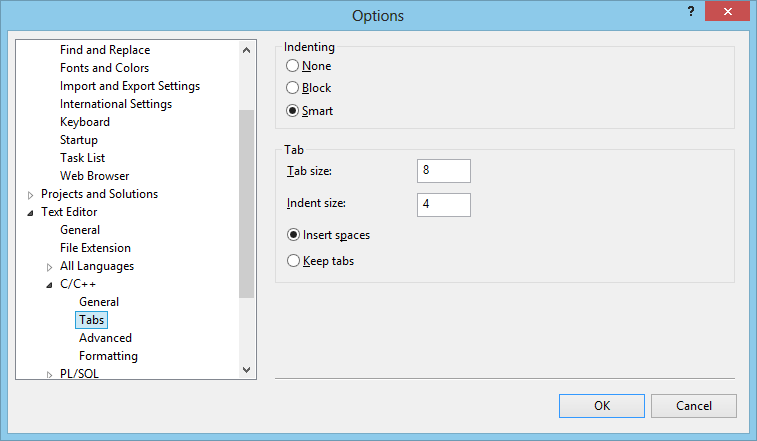 Options
?
Find and Replace
Fonts and Colors
Import and Export Settings
International Settings
Keyboard
Startup
Task List
Web Browser
Projects and Solutions
Text Editor
General
File Extension
All Languages
C/C++
General
Tabs
Advanced
Formatting
PL/SQL
Indenting
None
Block
Smart
Tab
Tab size: 8
Indent size: 4
Insert spaces
Keep tabs
OK Cancel